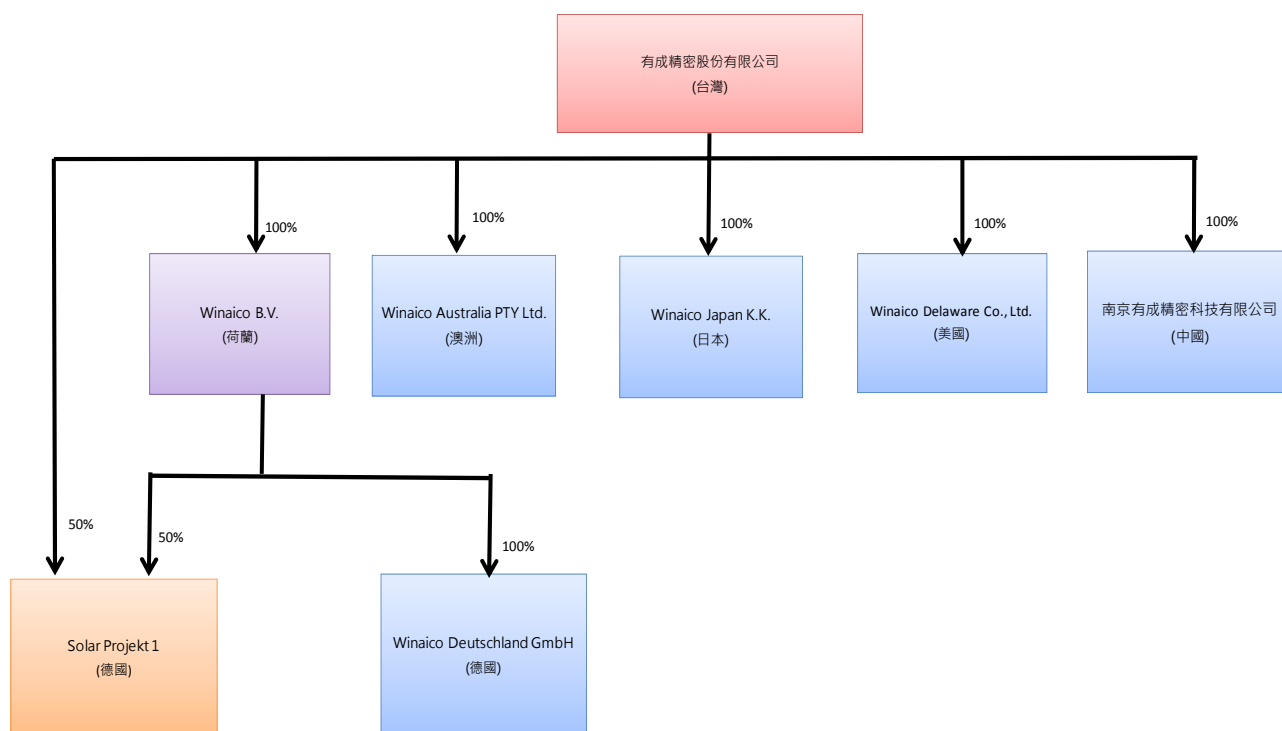 有成精密股份有限公司
(台灣)
100%
100%
100%
100%
100%
Winaico B.V.
(荷蘭)
Winaico Australia PTY Ltd.
(澳洲)
Winaico Japan K.K.
(日本)
Winaico Delaware Co., Ltd.
(美國)
南京有成精密科技有限公司
(中國)
50%
50%
100%
Solar Projekt 1
(德國)
Winaico Deutschland GmbH
(德國)